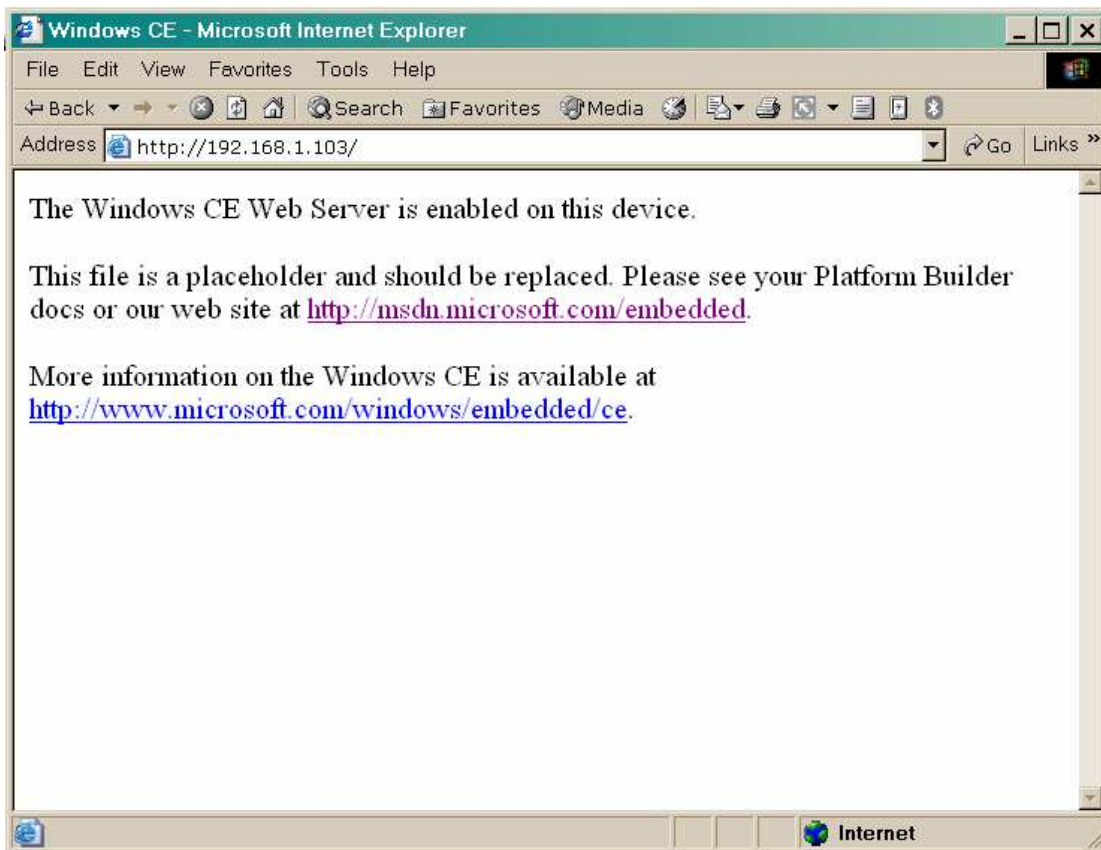 Windows CE - Microsoft Internet Explorer
File Edit View Favorites Tools Help
Back Search Favorites Media
Address http://192.168.1.103/ Go Links »
The Windows CE Web Server is enabled on this device.
This file is a placeholder and should be replaced. Please see your Platform Builder
docs or our web site at http://msdn.microsoft.com/embedded.
More information on the Windows CE is available at
http://www.microsoft.com/windows/embedded/ce.
Internet